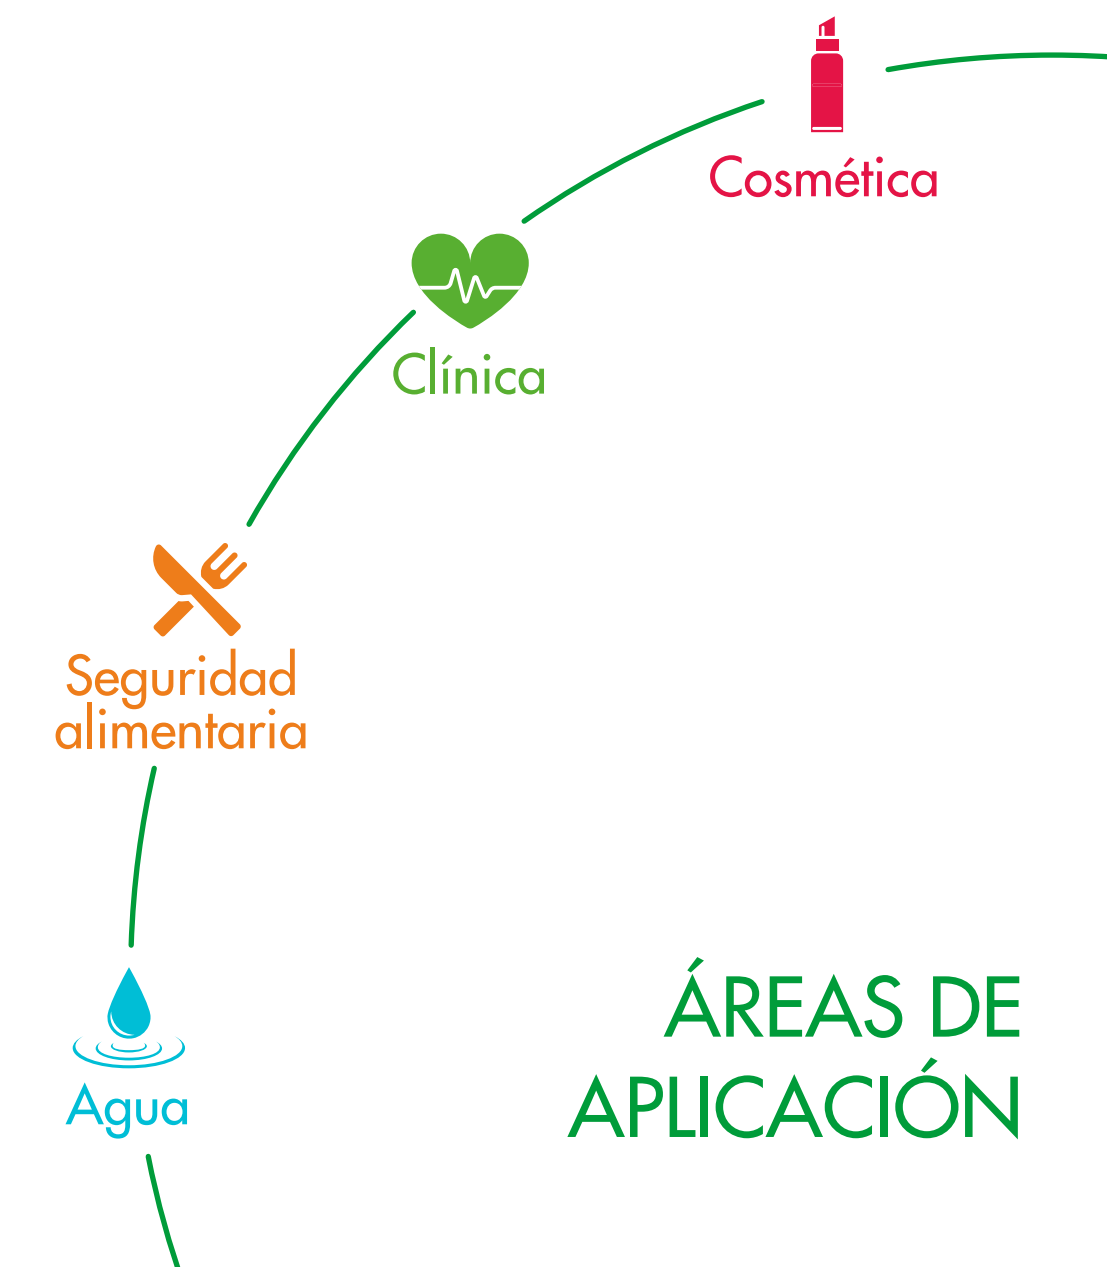 Cosmética
Clínica
Seguridad
alimentaria
Agua
ÁREAS DE
APLICACIÓN